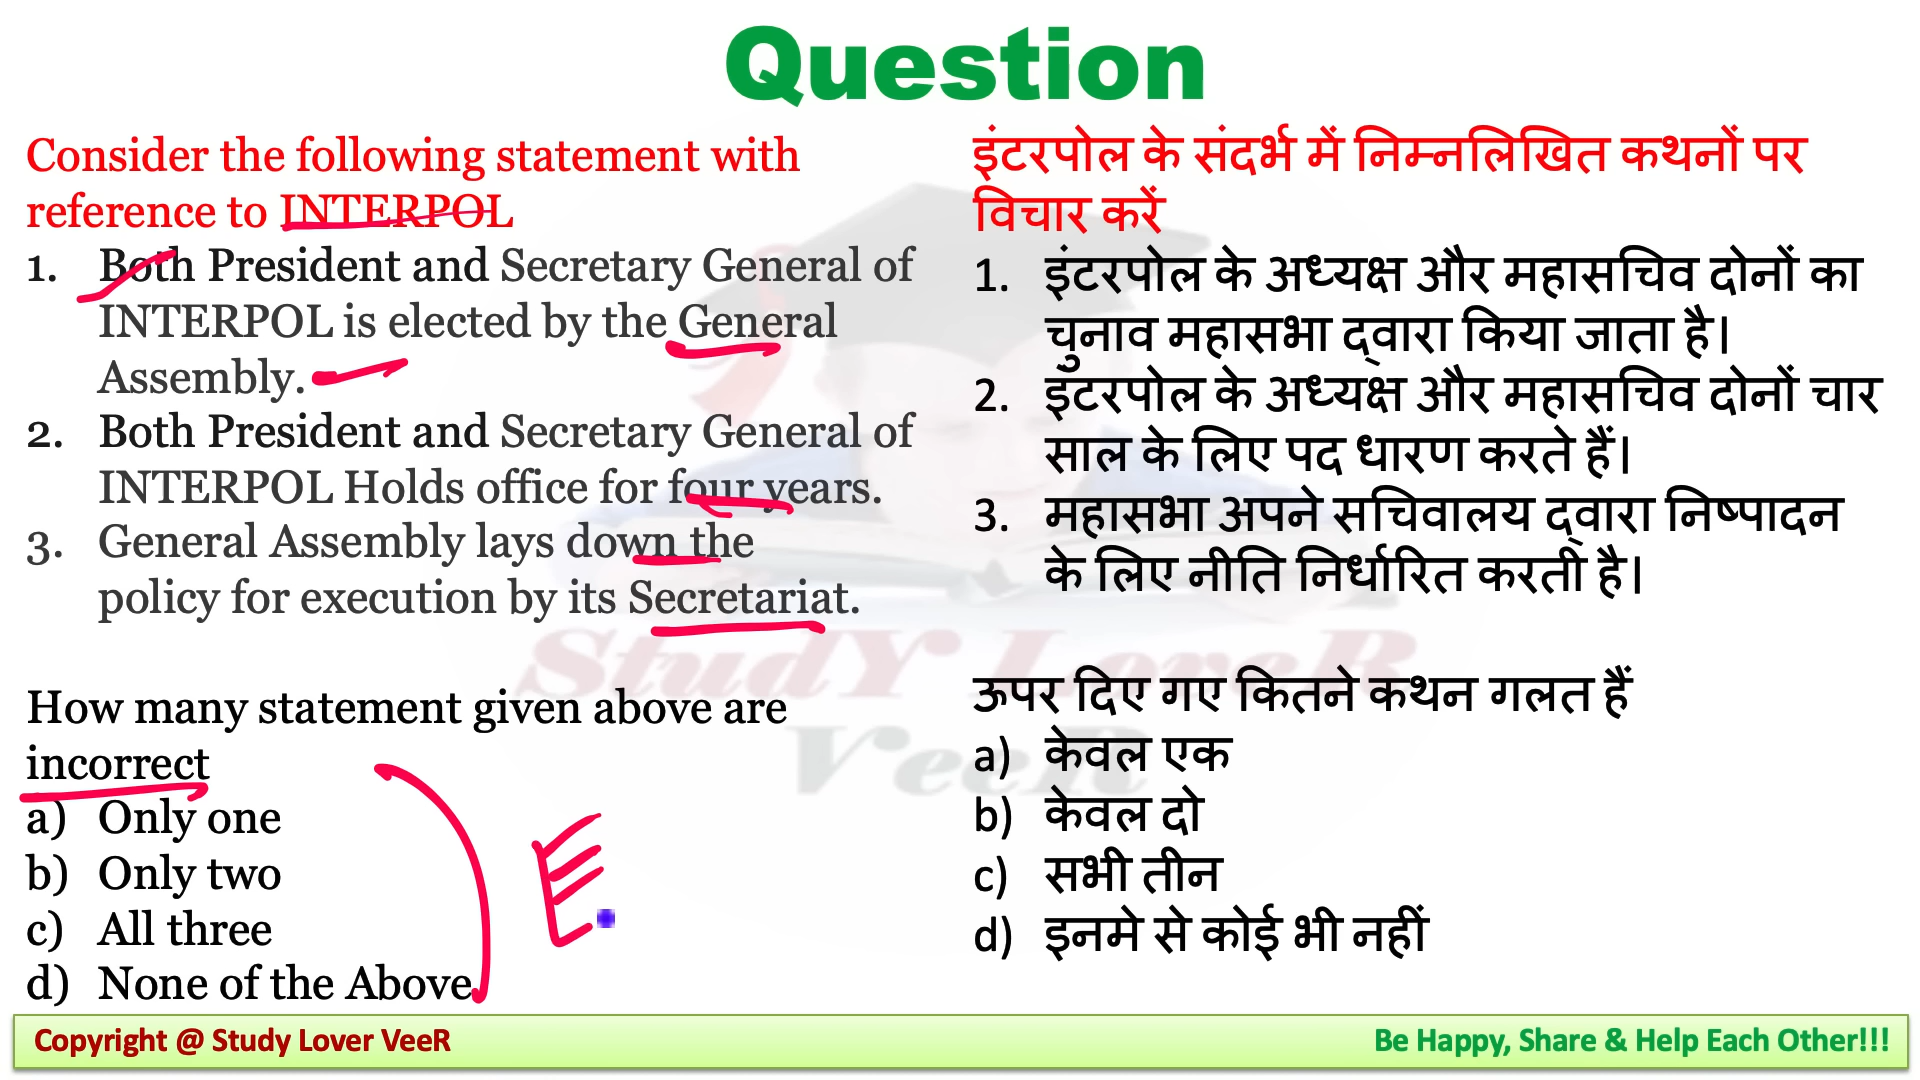 Question
Consider the following statement with
reference to INTERPOL
1. Both President and Secretary General of
INTERPOL is elected by the General
Assembly.
2. Both President and Secretary General of
INTERPOL Holds office for four years.
3. General Assembly lays down the
policy for execution by its Secretariat.
How many statement given above are
incorrect
a) Only one
b) Only two
c) All three
d) None of the Above
इंटरपोल के संदर्भ में निम्नलिखित कथनों पर
विचार करें
1. इंटरपोल के अध्यक्ष और महासचिव दोनों का
चुनाव महासभा द्वारा किया जाता है।
2. इंटरपोल के अध्यक्ष और महासचिव दोनों चार
साल के लिए पद धारण करते हैं।
3. महासभा अपने सचिवालय द्वारा निष्पादन
के लिए नीति निर्धारित करती है।
ऊपर दिए गए कितने कथन गलत हैं
a) केवल एक
b) केवल दो
c) सभी तीन
d) इनमे से कोई भी नहीं
StudY LoveR
VeeR
Copyright @ Study Lover VeeR
Be Happy, Share & Help Each Other!!!